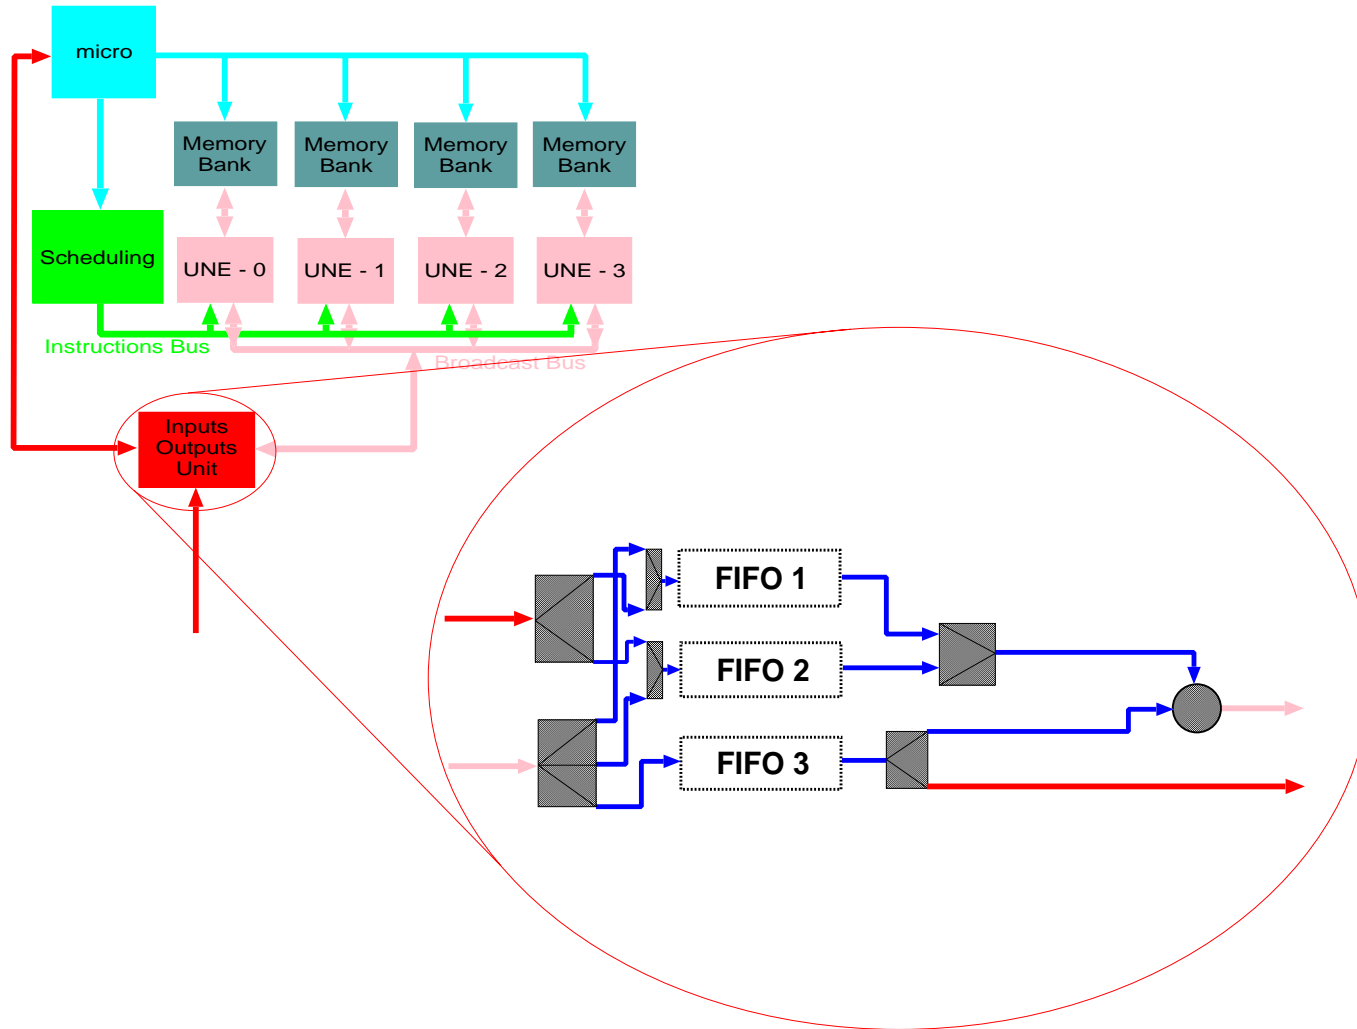 micro
Memory
Bank
Memory
Bank
Memory
Bank
Memory
Bank
Scheduling
UNE - 0
UNE - 1
UNE - 2
UNE - 3
Instructions Bus
Broadcast Bus
Inputs
Outputs
Unit
FIFO 1
FIFO 2
FIFO 3